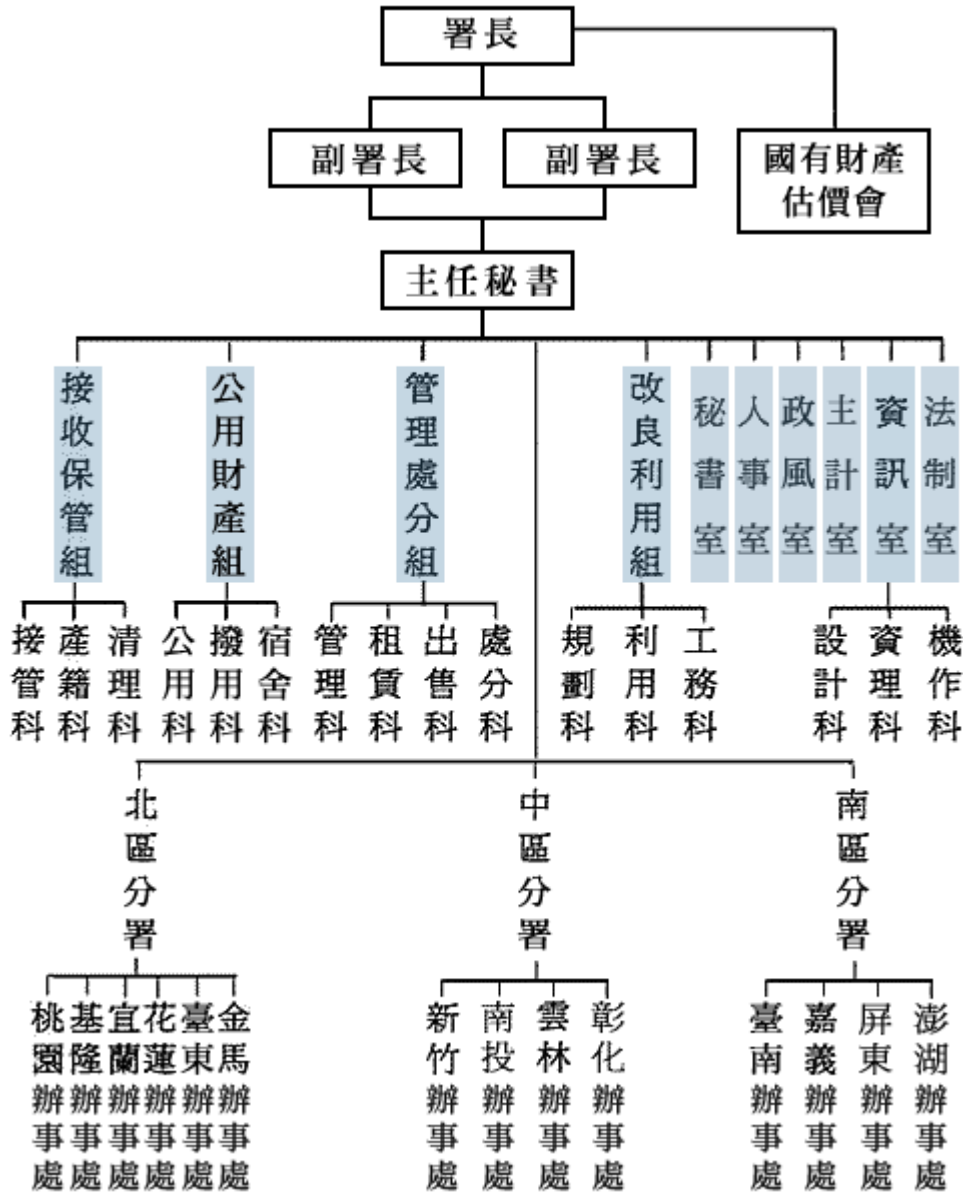 署長
副署長
副署長
國有財產
估價會
主任秘書
接收保管組
公用財產組
管理處分組
改良利用組
秘書室
人事室
政風室
主計室
資訊室
法制室
接管科
產籍科
清理科
公用科
撥用科
宿舍科
管理科
租賃科
出售科
處分科
規劃科
利用科
工務科
設計科
資理科
機作科
北區分署
中區分署
南區分署
桃園辦事處
基隆辦事處
宜蘭辦事處
花蓮辦事處
臺東辦事處
金馬辦事處
新竹辦事處
南投辦事處
雲林辦事處
彰化辦事處
臺南辦事處
嘉義辦事處
屏東辦事處
澎湖辦事處